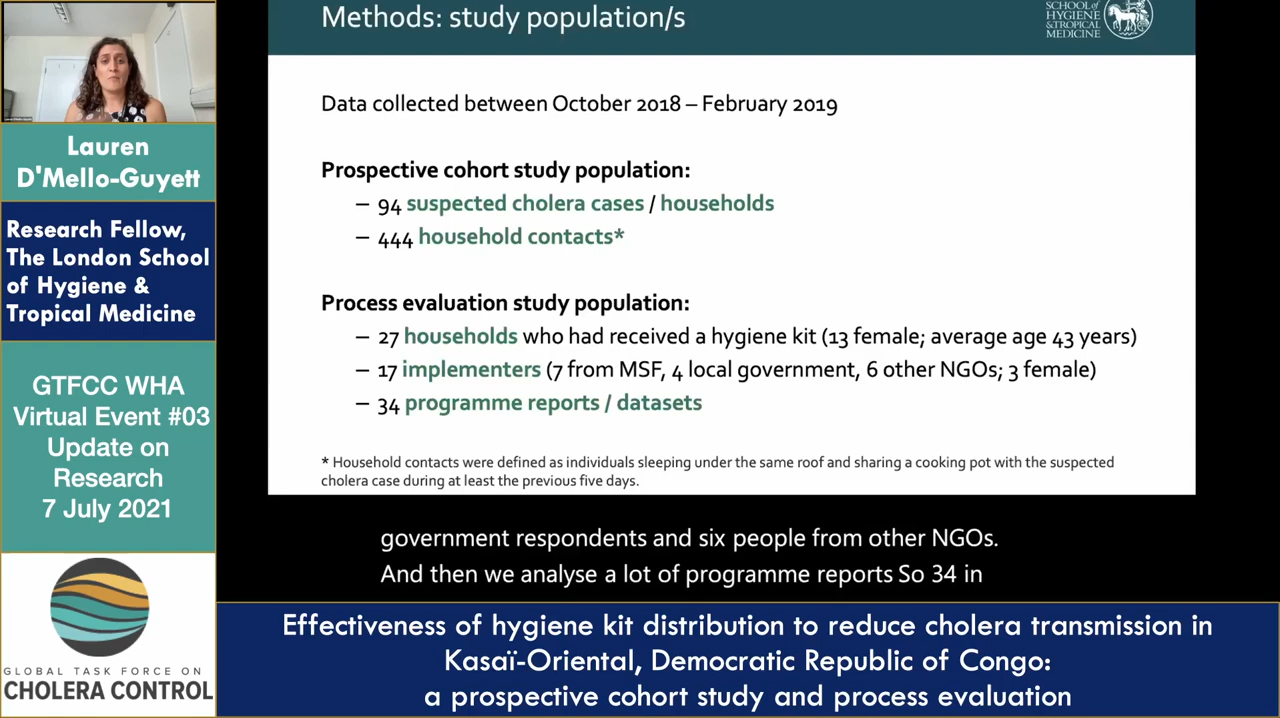 Methods: study population/s
SCHOOL of
HYGIENE
& TROPICAL
MEDICINE
Data collected between October 2018 – February 2019
Prospective cohort study population:
– 94 suspected cholera cases / households
– 444 household contacts*
Process evaluation study population:
– 27 households who had received a hygiene kit (13 female; average age 43 years)
– 17 implementers (7 from MSF, 4 local government, 6 other NGOs; 3 female)
– 34 programme reports / datasets
* Household contacts were defined as individuals sleeping under the same roof and sharing a cooking pot with the suspected
cholera case during at least the previous five days.
government respondents and six people from other NGOs.
And then we analyse a lot of programme reports So 34 in
Lauren
D'Mello-Guyett
Research Fellow,
The London School
of Hygiene &
Tropical Medicine
GTFCC WHA
Virtual Event #03
Update on
Research
7 July 2021
GLOBAL TASK FORCE ON
CHOLERA CONTROL
Effectiveness of hygiene kit distribution to reduce cholera transmission in
Kasaï-Oriental, Democratic Republic of Congo:
a prospective cohort study and process evaluation